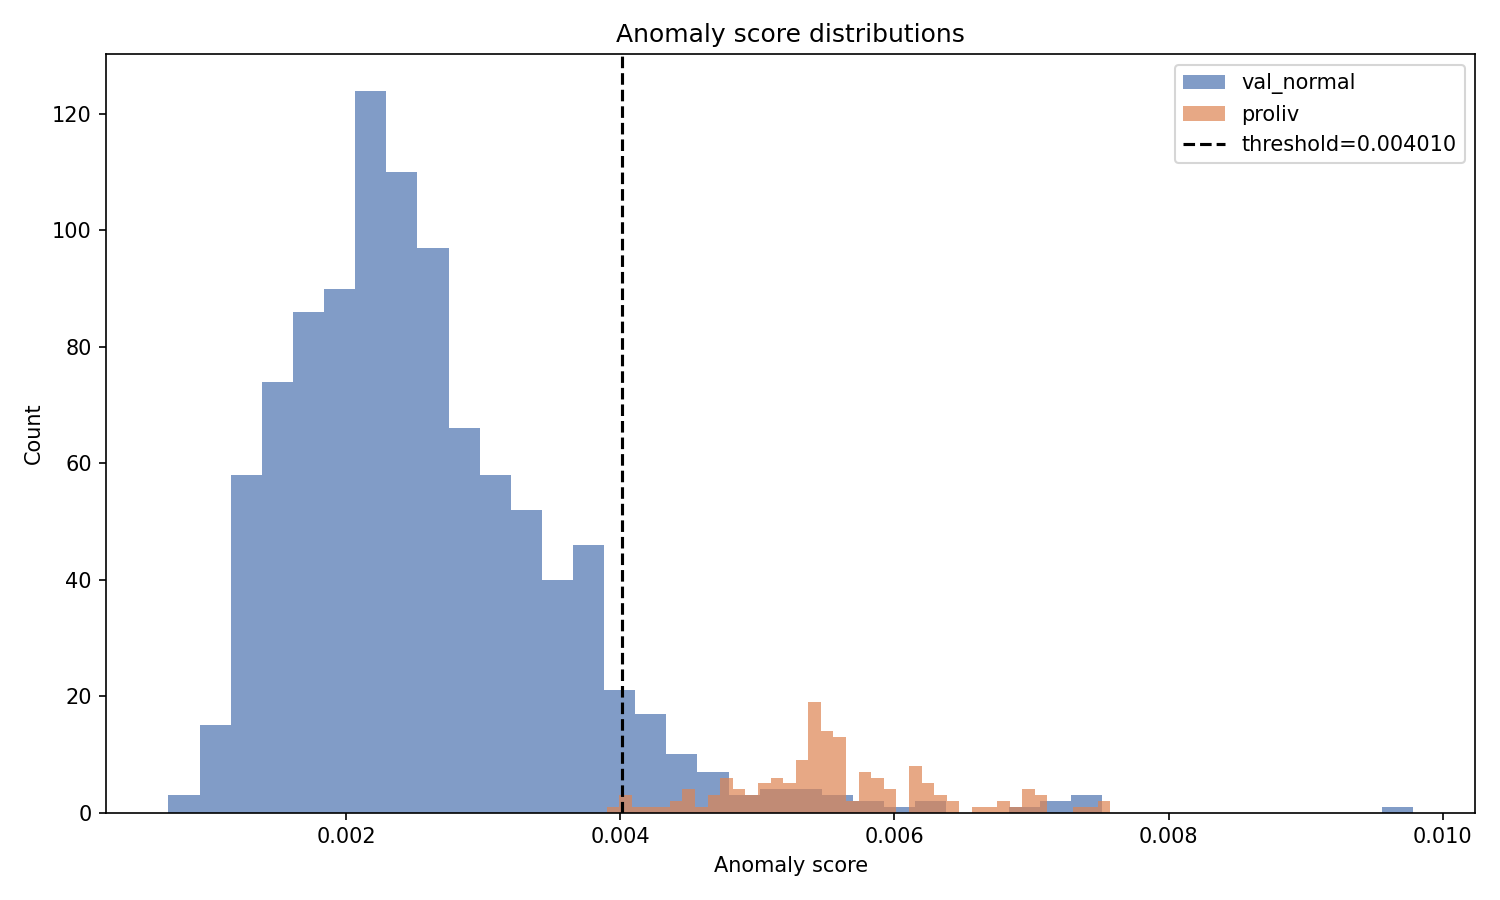 Anomaly score distributions
val_normal
proliv
threshold=0.004010
120
100
80
60
40
20
0
Count
0.002
0.004
0.006
0.008
0.010
Anomaly score